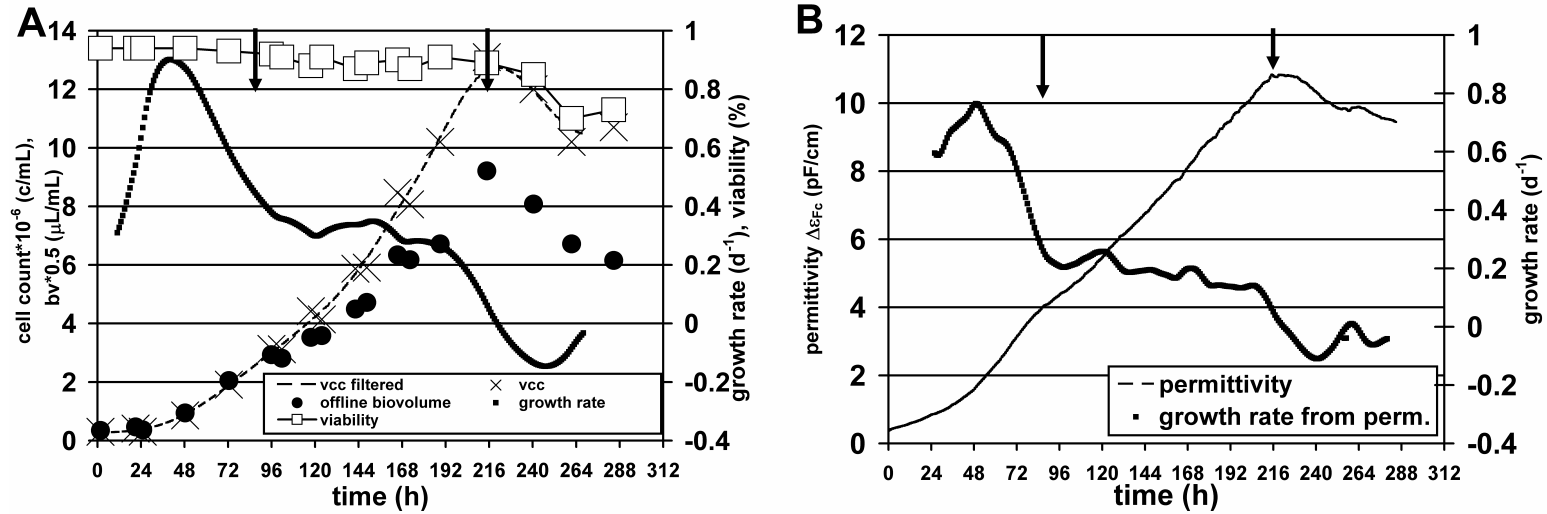 A
14
12
10
8
6
4
2
0
cell count*10⁻⁶ (c/mL),
bv*0.5 (µL/mL)
1
0.8
0.6
0.4
0.2
0
-0.2
-0.4
growth rate (d⁻¹), viability (%)
vcc filtered
vcc
offline biovolume
growth rate
viability
0 24 48 72 96 120 144 168 192 216 240 264 288 312
time (h)
B
12
10
8
6
4
2
0
permittivity Δε_Fc (pF/cm)
1
0.8
0.6
0.4
0.2
0
-0.2
-0.4
growth rate (d⁻¹)
permittivity
growth rate from perm.
0 24 48 72 96 120 144 168 192 216 240 264 288 312
time (h)